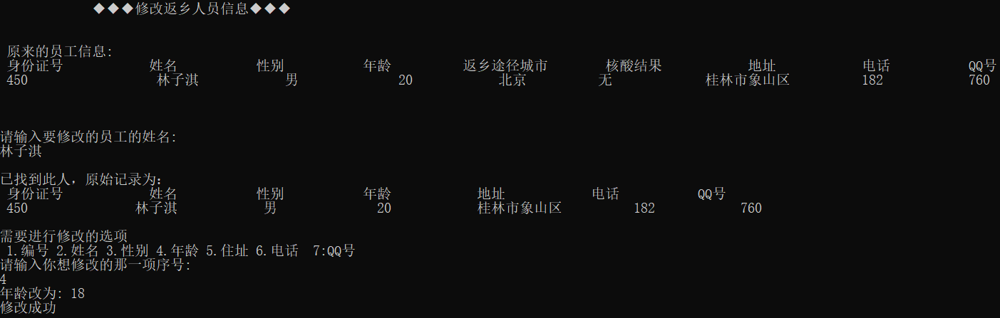 ◆◆◆修改返乡人员信息◆◆◆
原来的员工信息:
身份证号 姓名 性别 年龄 返乡途径城市 核酸结果 地址 电话 QQ号
450 林子淇 男 20 北京 无 桂林市象山区 182 760
请输入要修改的员工的姓名:
林子淇
已找到此人，原始记录为：
身份证号 姓名 性别 年龄 地址 电话 QQ号
450 林子淇 男 20 桂林市象山区 182 760
需要进行修改的选项
1.编号 2.姓名 3.性别 4.年龄 5.住址 6.电话 7:QQ号
请输入你想修改的那一项序号:
4
年龄改为: 18
修改成功